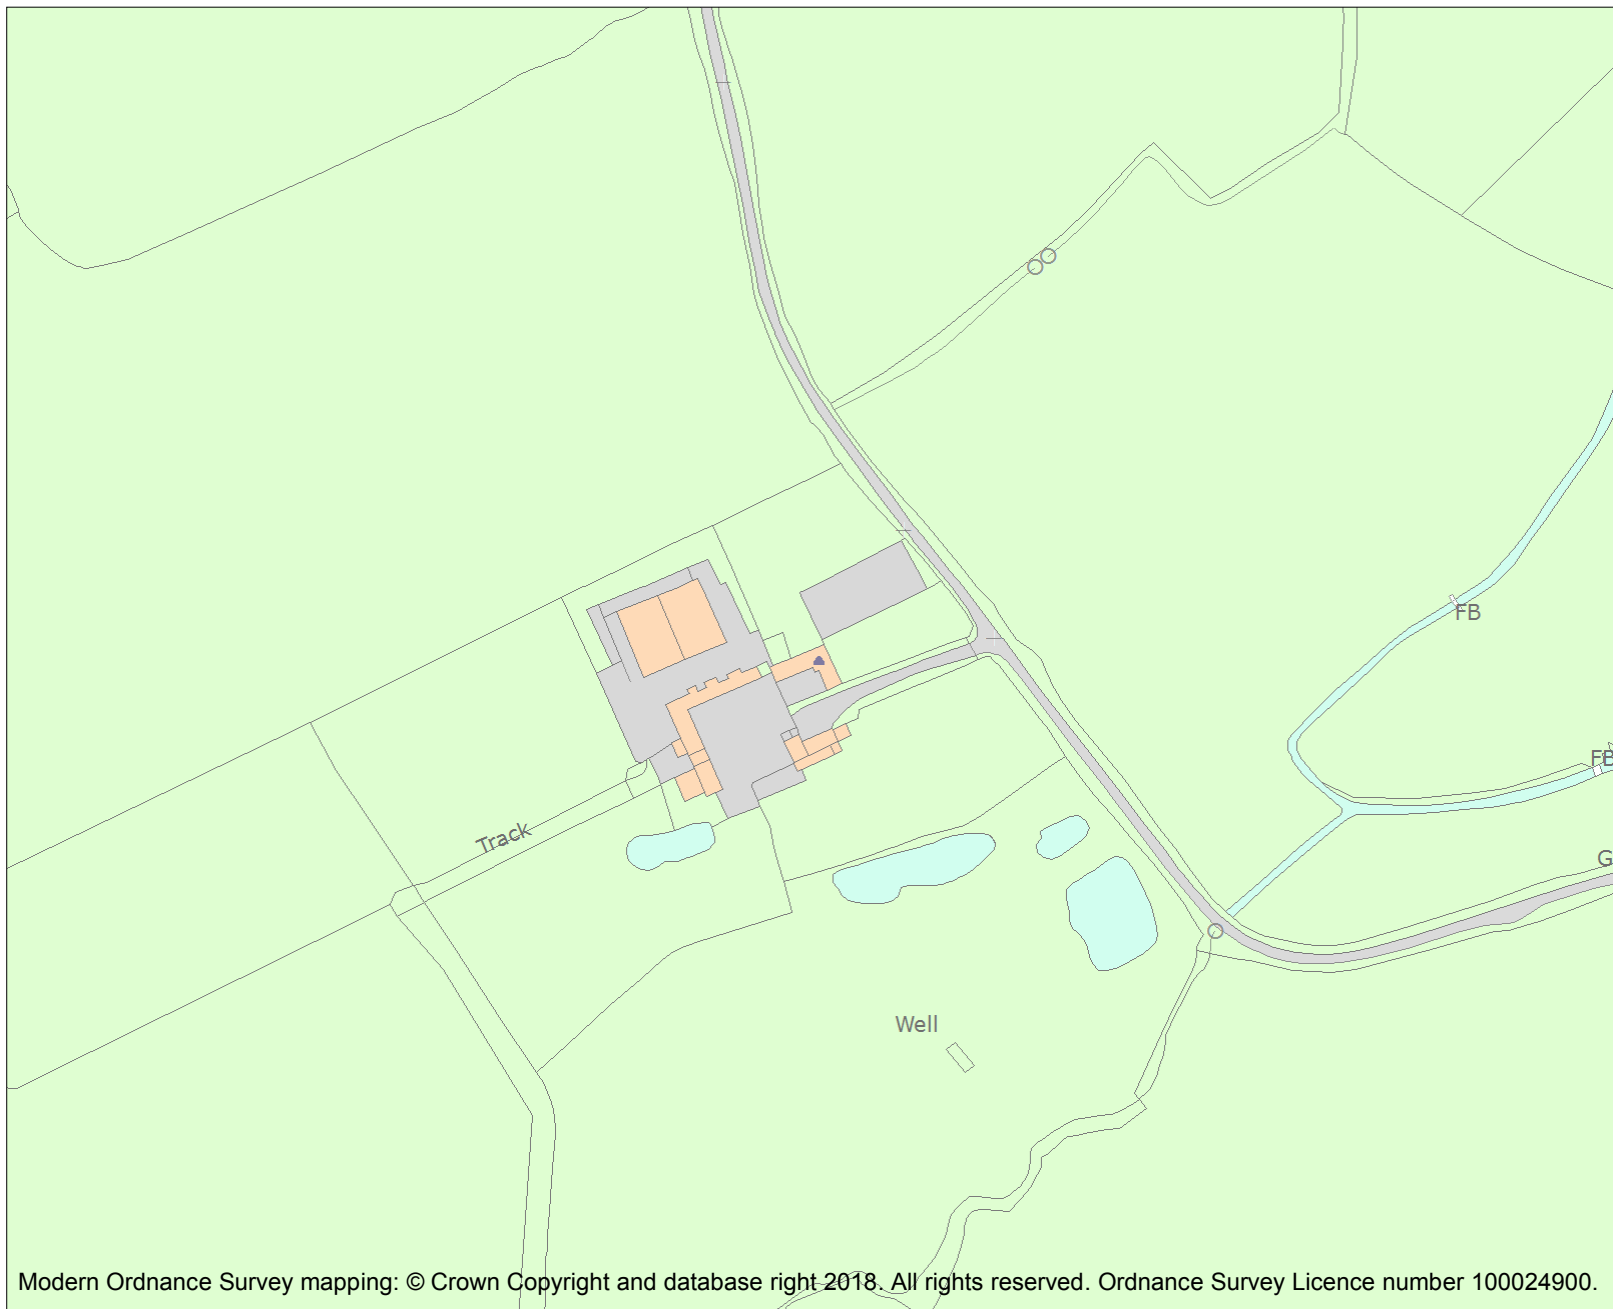 FB
FB
Track
G
Well
Modern Ordnance Survey mapping: © Crown Copyright and database right 2018. All rights reserved. Ordnance Survey Licence number 100024900.